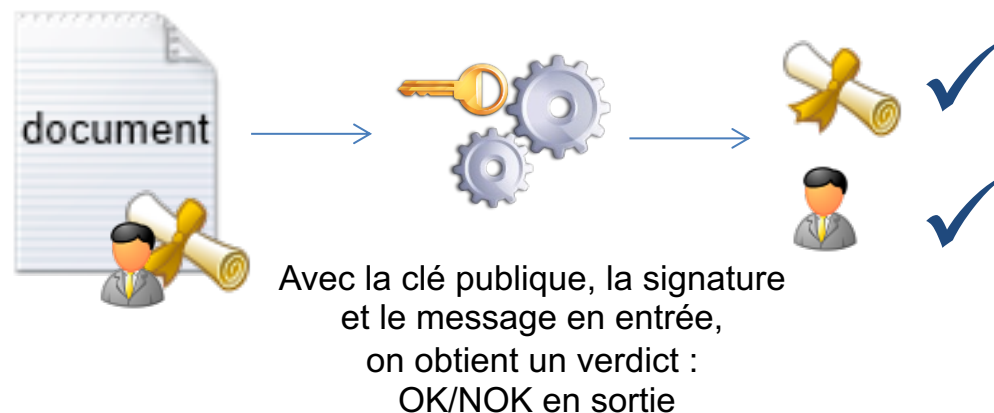 document
Avec la clé publique, la signature
et le message en entrée,
on obtient un verdict :
OK/NOK en sortie